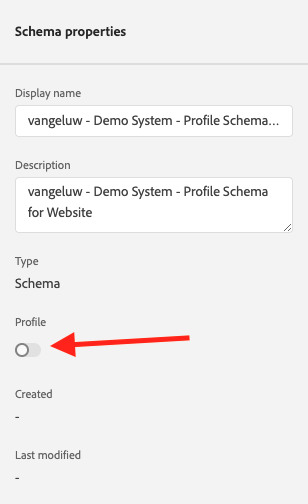 Schema properties
Display name
vangeluw - Demo System - Profile Schema...
Description
vangeluw - Demo System - Profile Schema
for Website
Type
Schema
Profile
Created
-
Last modified
-